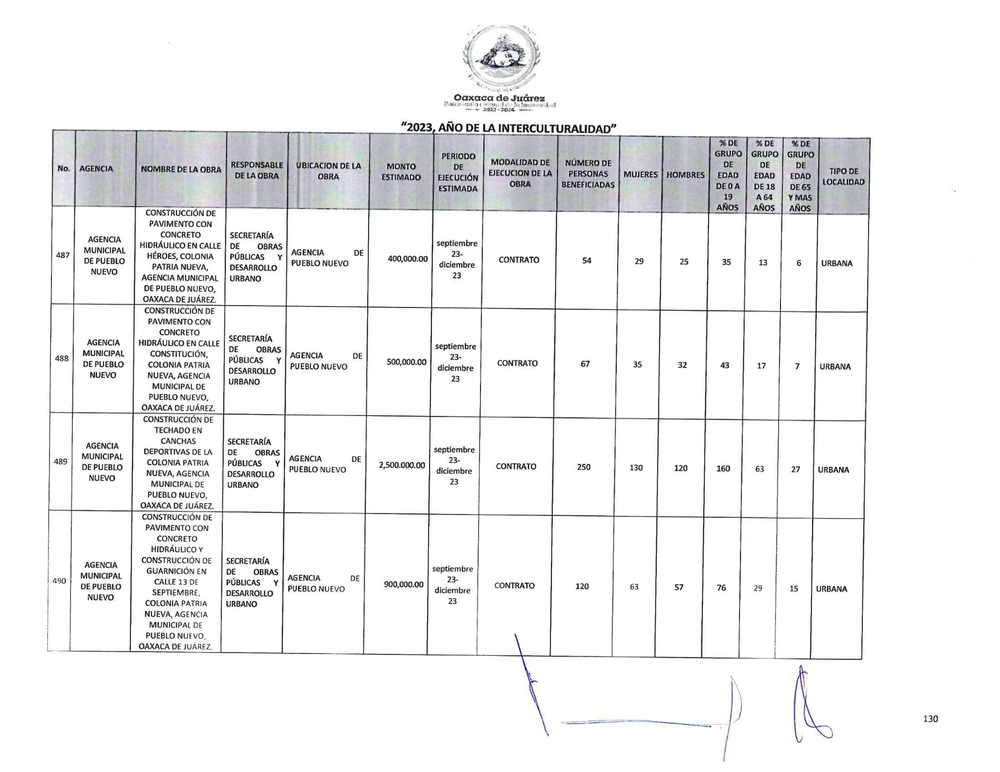 Oaxaca de Juárez
Patrimonio cultural de la humanidad
2022 - 2024
“2023, AÑO DE LA INTERCULTURALIDAD”
No.
AGENCIA
NOMBRE DE LA OBRA
RESPONSABLE
DE LA OBRA
UBICACION DE LA
OBRA
MONTO
ESTIMADO
PERIODO
DE
EJECUCIÓN
ESTIMADA
MODALIDAD DE
EJECUCION DE LA
OBRA
NÚMERO DE
PERSONAS
BENEFICIADAS
MUJERES
HOMBRES
% DE
GRUPO
DE
EDAD
DE 0 A
19
AÑOS
% DE
GRUPO
DE
EDAD
DE 18
A 64
AÑOS
% DE
GRUPO
DE
EDAD
DE 65
Y MAS
AÑOS
TIPO DE
LOCALIDAD
487
AGENCIA
MUNICIPAL
DE PUEBLO
NUEVO
CONSTRUCCIÓN DE
PAVIMENTO CON
CONCRETO
HIDRÁULICO EN CALLE
HÉROES, COLONIA
PATRIA NUEVA,
AGENCIA MUNICIPAL
DE PUEBLO NUEVO,
OAXACA DE JUÁREZ.
SECRETARÍA
DE OBRAS
PÚBLICAS Y
DESARROLLO
URBANO
AGENCIA DE
PUEBLO NUEVO
400,000.00
septiembre
23-
diciembre
23
CONTRATO
54
29
25
35
13
6
URBANA
488
AGENCIA
MUNICIPAL
DE PUEBLO
NUEVO
CONSTRUCCIÓN DE
PAVIMENTO CON
CONCRETO
HIDRÁULICO EN CALLE
CONSTITUCIÓN,
COLONIA PATRIA
NUEVA, AGENCIA
MUNICIPAL DE
PUEBLO NUEVO,
OAXACA DE JUÁREZ.
SECRETARÍA
DE OBRAS
PÚBLICAS Y
DESARROLLO
URBANO
AGENCIA DE
PUEBLO NUEVO
500,000.00
septiembre
23-
diciembre
23
CONTRATO
67
35
32
43
17
7
URBANA
489
AGENCIA
MUNICIPAL
DE PUEBLO
NUEVO
CONSTRUCCIÓN DE
TECHADO EN
CANCHAS
DEPORTIVAS DE LA
COLONIA PATRIA
NUEVA, AGENCIA
MUNICIPAL DE
PUEBLO NUEVO,
OAXACA DE JUÁREZ.
SECRETARÍA
DE OBRAS
PÚBLICAS Y
DESARROLLO
URBANO
AGENCIA DE
PUEBLO NUEVO
2,500.000.00
septiembre
23-
diciembre
23
CONTRATO
250
130
120
160
63
27
URBANA
490
AGENCIA
MUNICIPAL
DE PUEBLO
NUEVO
CONSTRUCCIÓN DE
PAVIMENTO CON
CONCRETO
HIDRÁULICO Y
CONSTRUCCIÓN DE
GUARNICIÓN EN
CALLE 13 DE
SEPTIEMBRE,
COLONIA PATRIA
NUEVA, AGENCIA
MUNICIPAL DE
PUEBLO NUEVO,
OAXACA DE JUÁREZ.
SECRETARÍA
DE OBRAS
PÚBLICAS Y
DESARROLLO
URBANO
AGENCIA DE
PUEBLO NUEVO
900,000.00
septiembre
23-
diciembre
23
CONTRATO
120
63
57
76
29
15
URBANA
130